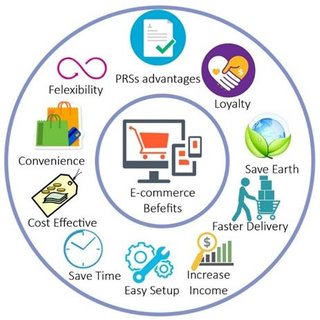 PRSs advantages
Loyalty
Save Earth
Faster Delivery
Increase
Income
Easy Setup
Save Time
Cost Effective
Convenience
Felexibility
E-commerce
Befefits